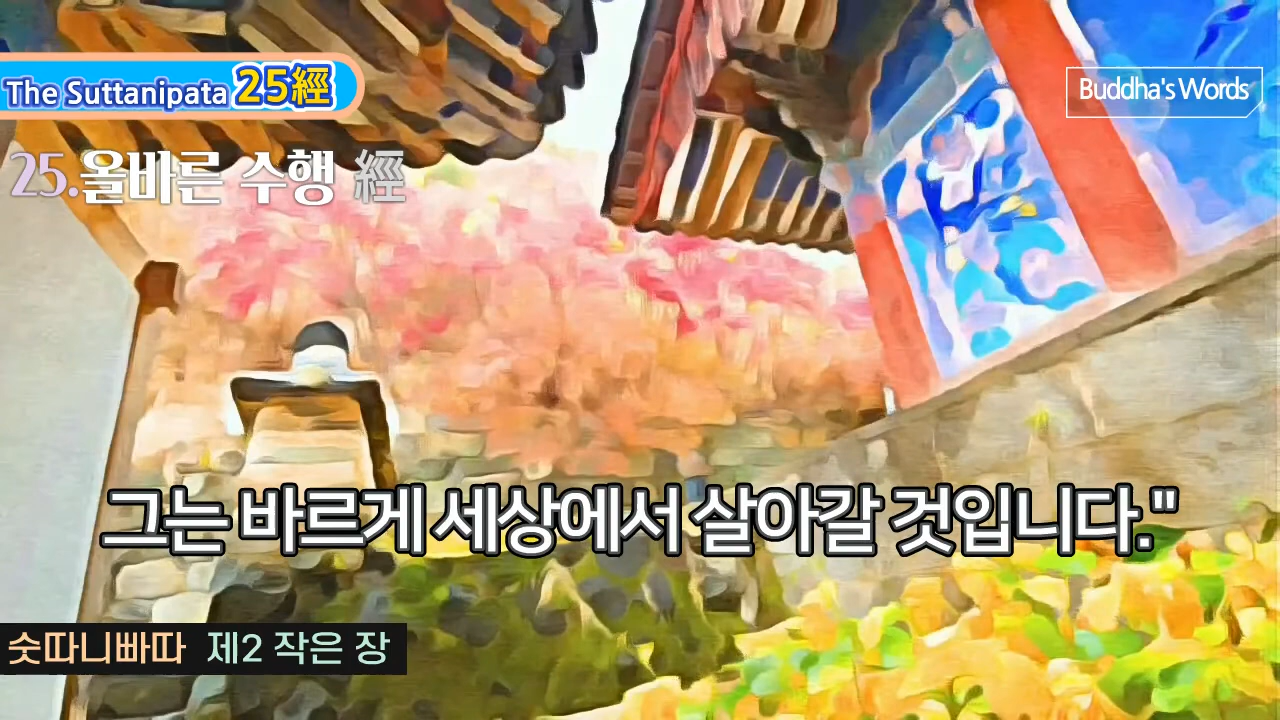 The Suttanipata 25經
Buddha's Words
25.올바른 수행 經
그는 바르게 세상에서 살아갈 것입니다."
숫따니빠따 제2 작은 장